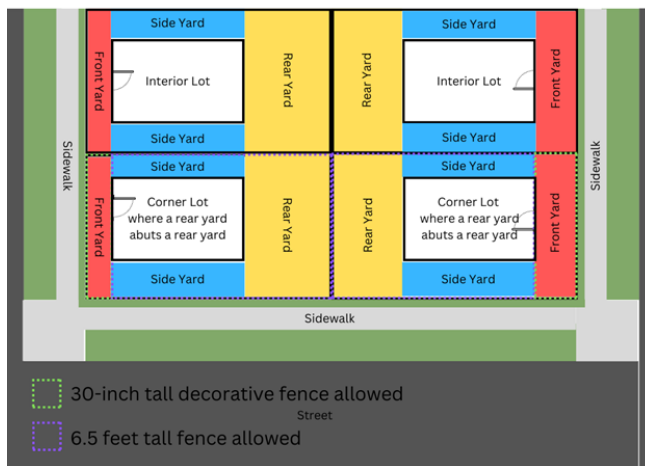 Side Yard
Side Yard
Front Yard
Interior Lot
Rear Yard
Rear Yard
Interior Lot
Front Yard
Side Yard
Side Yard
Sidewalk
Sidewalk
Side Yard
Side Yard
Front Yard
Corner Lot
where a rear yard
abuts a rear yard
Rear Yard
Rear Yard
Corner Lot
where a rear yard
abuts a rear yard
Front Yard
Side Yard
Side Yard
Sidewalk
30-inch tall decorative fence allowed
Street
6.5 feet tall fence allowed